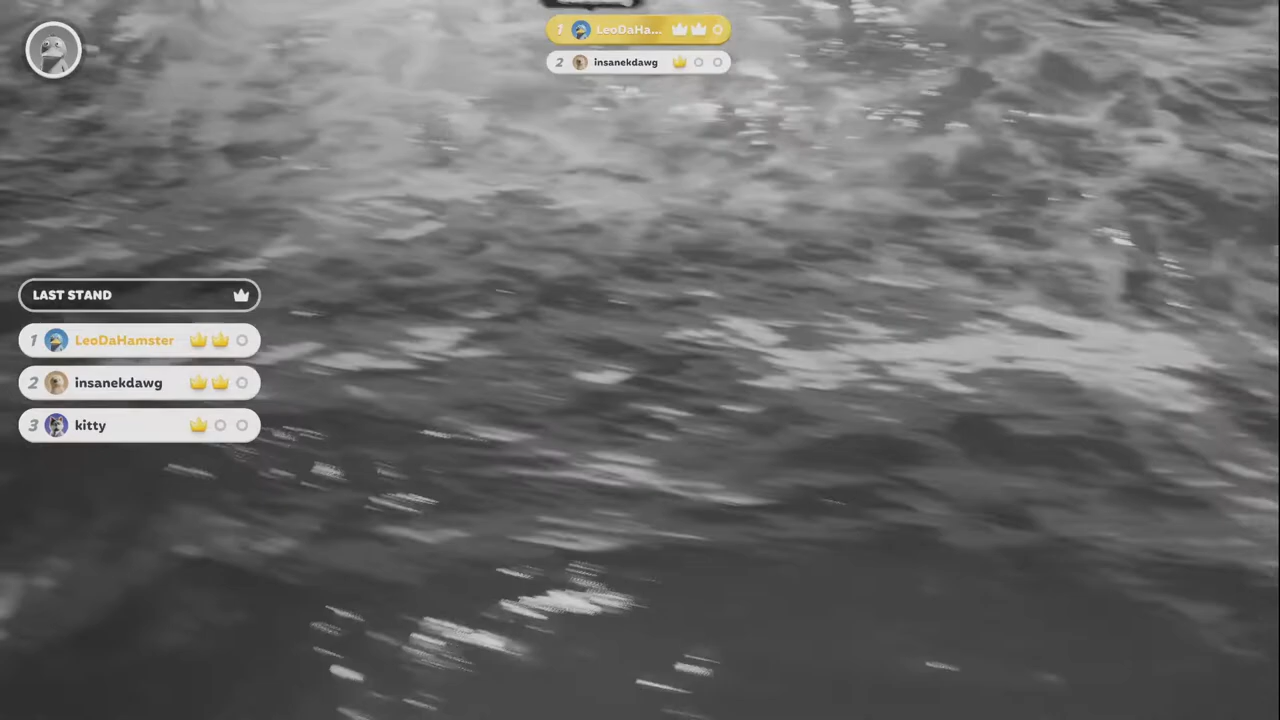 1 LeoDaHa...
2 insanekdawg
LAST STAND
1 LeoDaHamster
2 insanekdawg
3 kitty